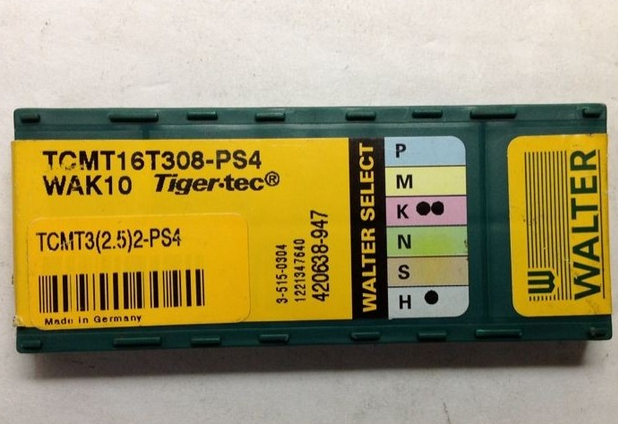 TCMT16T308-PS4
WAK10 Tiger·tec®
TCMT3(2.5)2-PS4
Made in Germany
3-515-0304
1221347640
420638-947
WALTER SELECT
P
M
K
N
S
H
WALTER